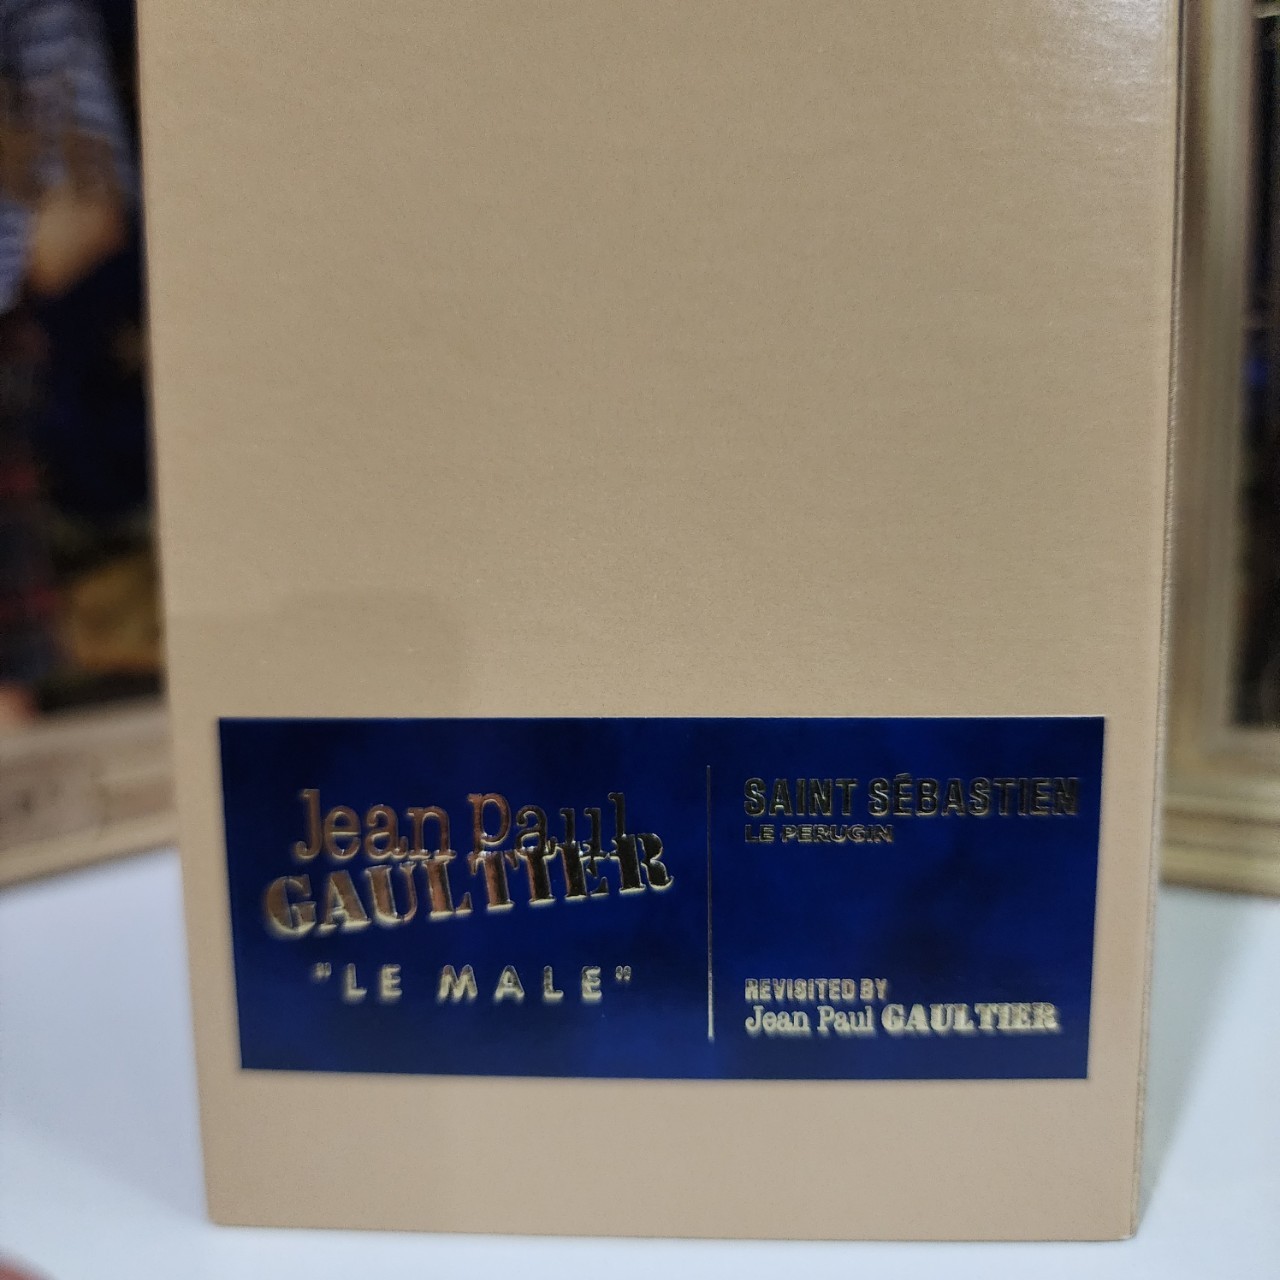 Jean Paul
GAULTIER
"LE MALE"
SAINT SÉBASTIEN
LE PERUGIN
REVISITED BY
Jean Paul GAULTIER